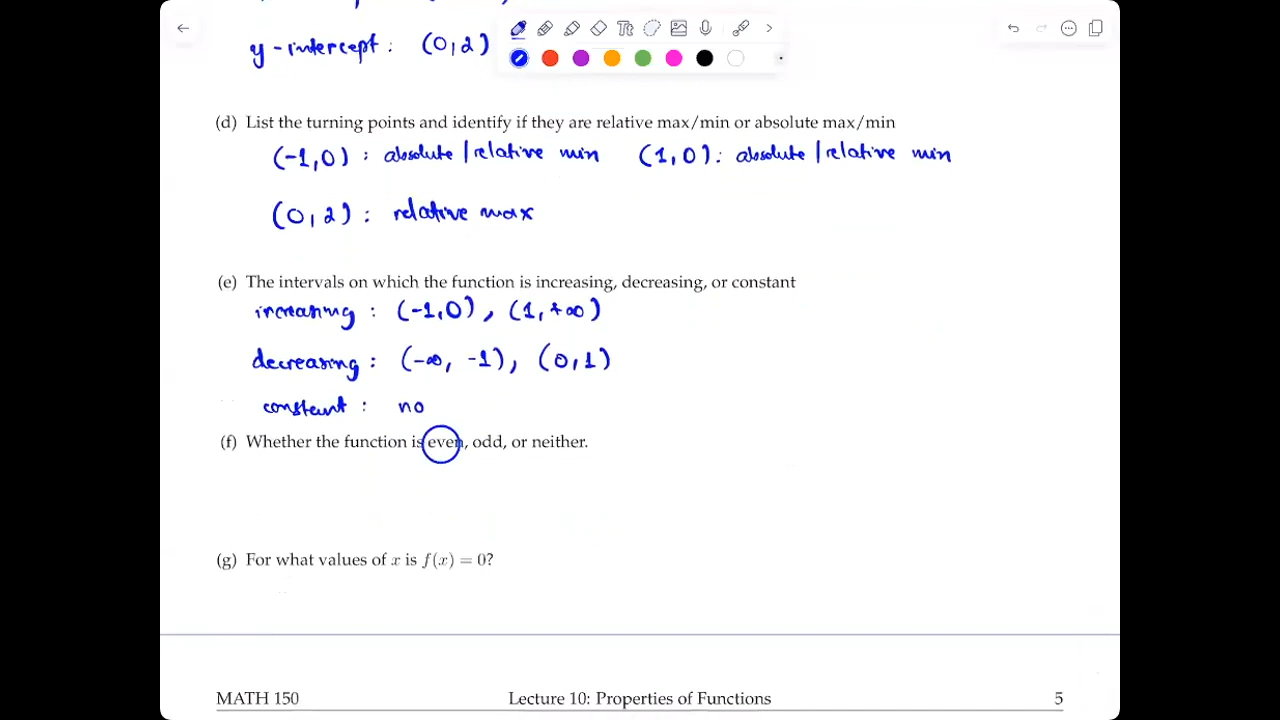 y-intercept : (0,2)
(d) List the turning points and identify if they are relative max/min or absolute max/min
(-1,0) : absolute/relative min (1,0) : absolute/relative min
(0,2) : relative max
(e) The intervals on which the function is increasing, decreasing, or constant
increasing : (-1,0), (1,+∞)
decreasing : (-∞, -1), (0,1)
constant : no
(f) Whether the function is even, odd, or neither.
(g) For what values of x is f(x) = 0?
MATH 150 Lecture 10: Properties of Functions 5